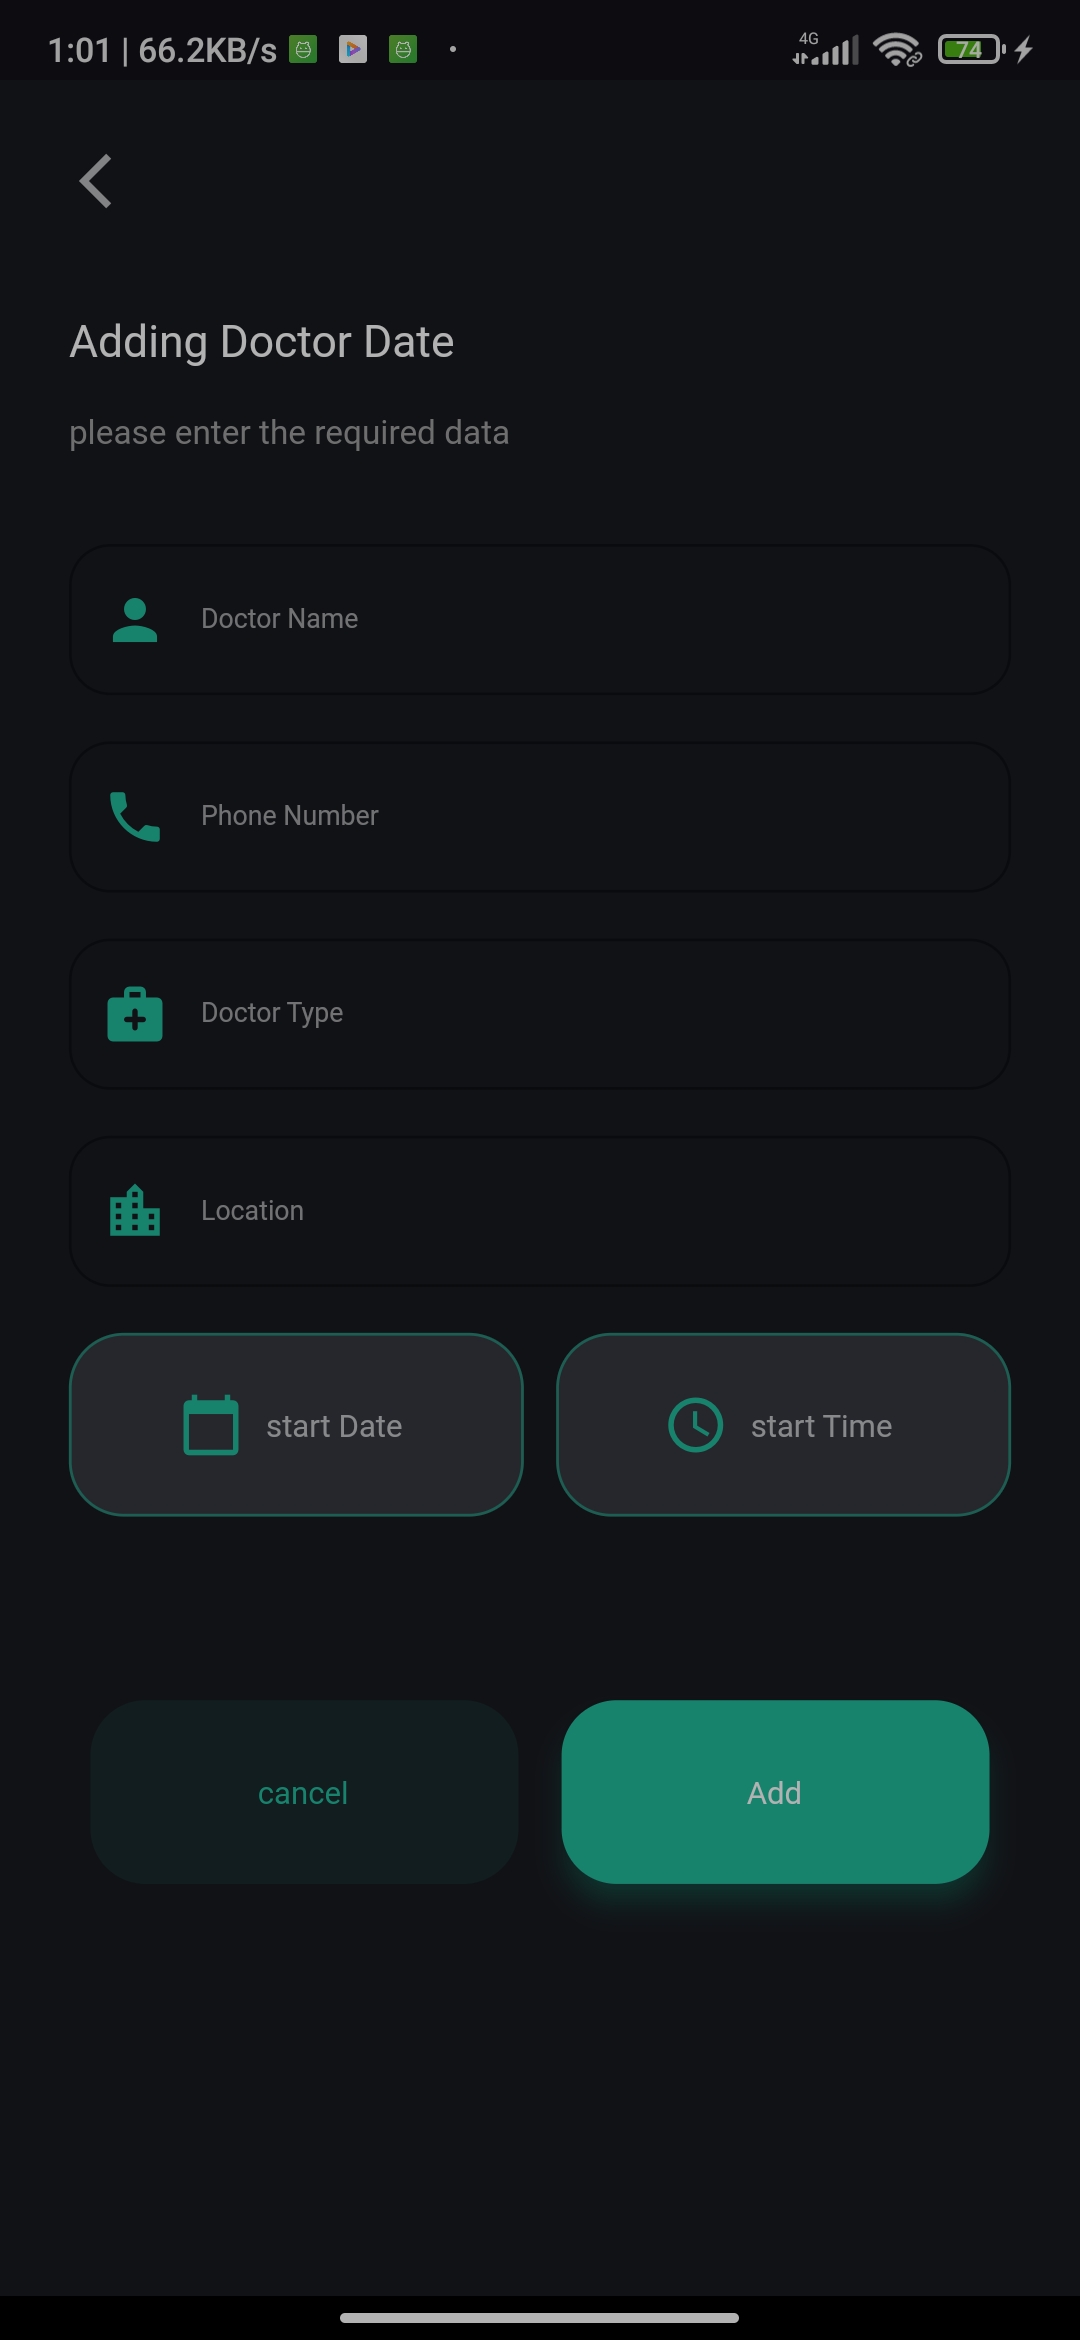 1:01 | 66.2KB/s
4G
74
Adding Doctor Date
please enter the required data
Doctor Name
Phone Number
Doctor Type
Location
start Date
start Time
cancel
Add